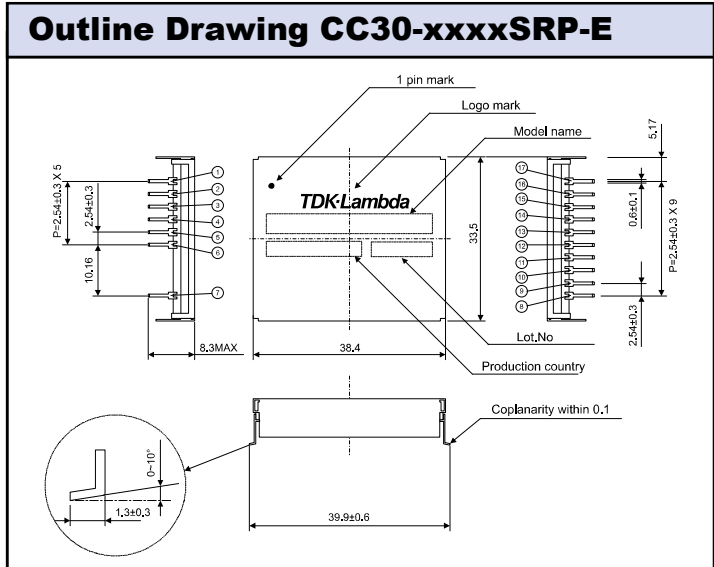 Outline Drawing CC30-xxxxSRP-E
1 pin mark
Logo mark
Model name
TDK-Lambda
1
2
3
4
5
6
7
P=2.54±0.3 X 5
2.54±0.3
10.16
8.3MAX
38.4
33.5
17
16
15
14
13
12
11
10
9
8
5.17
0.6±0.1
P=2.54±0.3 X 9
2.54±0.3
Lot.No
Production country
Coplanarity within 0.1
0~10°
1.3±0.3
39.9±0.6